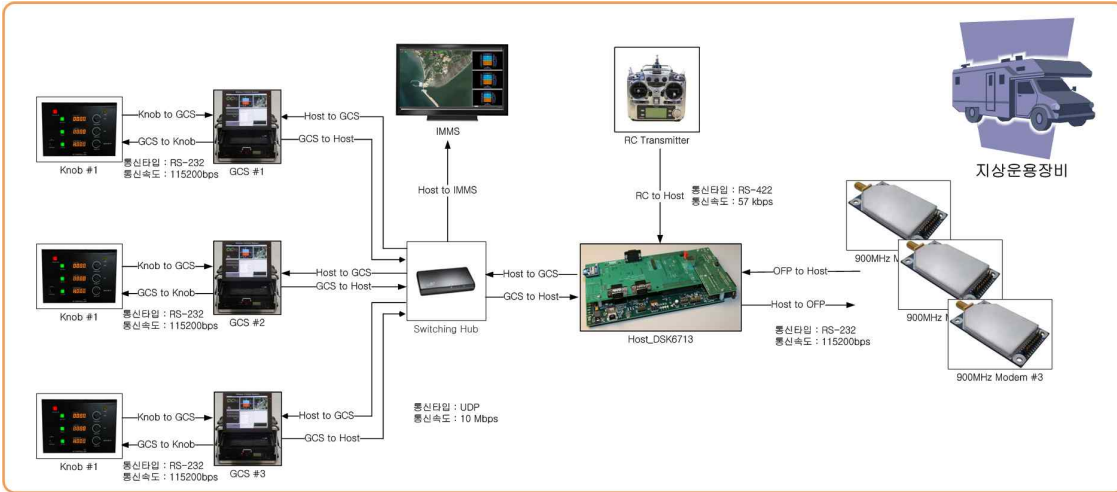 지상운용장비
IMMS
RC Transmitter
Knob to GCS
GCS to Knob
Knob #1
통신타입 : RS-232
통신속도 : 115200bps
GCS #1
Host to GCS
GCS to Host
Host to IMMS
RC to Host
통신타입 : RS-422
통신속도 : 57 kbps
Knob to GCS
GCS to Knob
Knob #1
통신타입 : RS-232
통신속도 : 115200bps
GCS #2
Host to GCS
GCS to Host
Switching Hub
Host to GCS
GCS to Host
Host_DSK6713
OFP to Host
Host to OFP
통신타입 : RS-232
통신속도 : 115200bps
900MHz M
900MHz M
900MHz Modem #3
Knob to GCS
GCS to Knob
Knob #1
통신타입 : RS-232
통신속도 : 115200bps
GCS #3
Host to GCS
GCS to Host
통신타입 : UDP
통신속도 : 10 Mbps